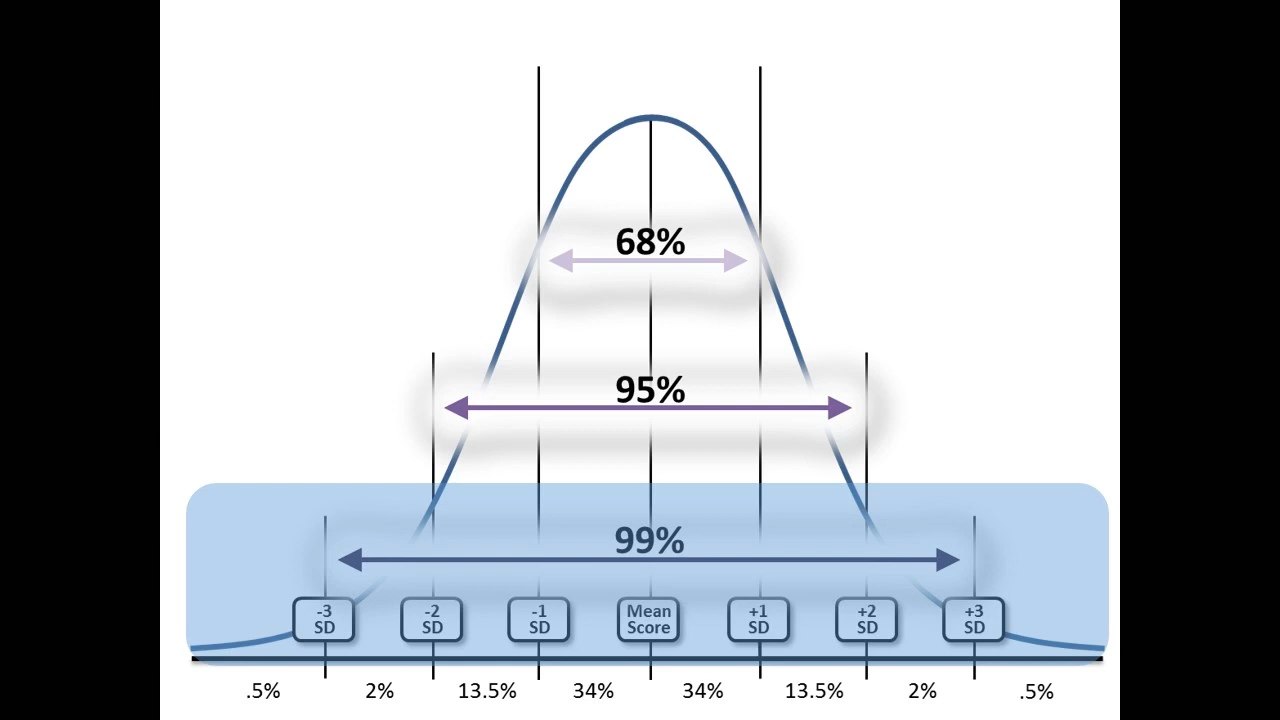 68%
95%
99%
-3
SD
-2
SD
-1
SD
Mean
Score
+1
SD
+2
SD
+3
SD
.5%
2%
13.5%
34%
34%
13.5%
2%
.5%